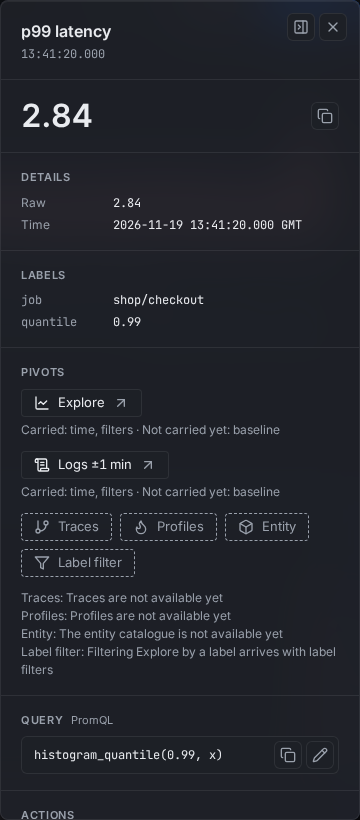 p99 latency
13:41:20.000
2.84
DETAILS
Raw 2.84
Time 2026-11-19 13:41:20.000 GMT
LABELS
job shop/checkout
quantile 0.99
PIVOTS
Explore
Carried: time, filters · Not carried yet: baseline
Logs ±1 min
Carried: time, filters · Not carried yet: baseline
Traces Profiles Entity
Label filter
Traces: Traces are not available yet
Profiles: Profiles are not available yet
Entity: The entity catalogue is not available yet
Label filter: Filtering Explore by a label arrives with label
filters
QUERY PromQL
histogram_quantile(0.99, x)
ACTIONS